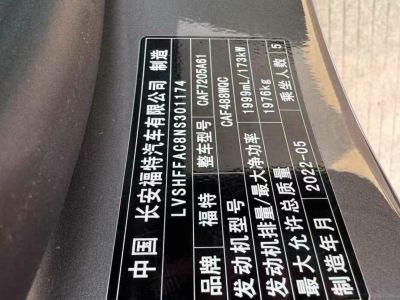 中国 长安福特汽车有限公司 制造
LVSHFFAC8NS301174
品牌 福特 整车型号 CAF7205A61
发动机型号 CAF488WQC
发动机排量/最大净功率 1999mL/173kW
最大允许总质量 1976kg 乘坐人数 5
制造年月 2022-05